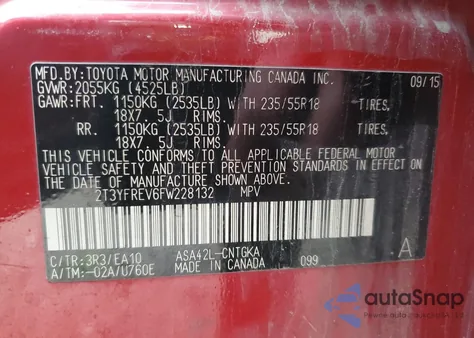 MFD.BY:TOYOTA MOTOR MANUFACTURING CANADA INC. 09/15
GVWR:2055KG (4525LB)
GAWR:FRT. 1150KG (2535LB) WITH 235/55R18 TIRES,
18X7. 5J RIMS.
RR. 1150KG (2535LB) WITH 235/55R18 TIRES,
18X7. 5J RIMS.
THIS VEHICLE CONFORMS TO ALL APPLICABLE FEDERAL MOTOR
VEHICLE SAFETY AND THEFT PREVENTION STANDARDS IN EFFECT
ON THE DATE OF MANUFACTURE SHOWN ABOVE.
2T3YFREV6FW228132 MPV
C/TR:3R3/EA10 ASA42L-CNTGKA A
A/TM:-02A/U760E MADE IN CANADA 099
autoSnap